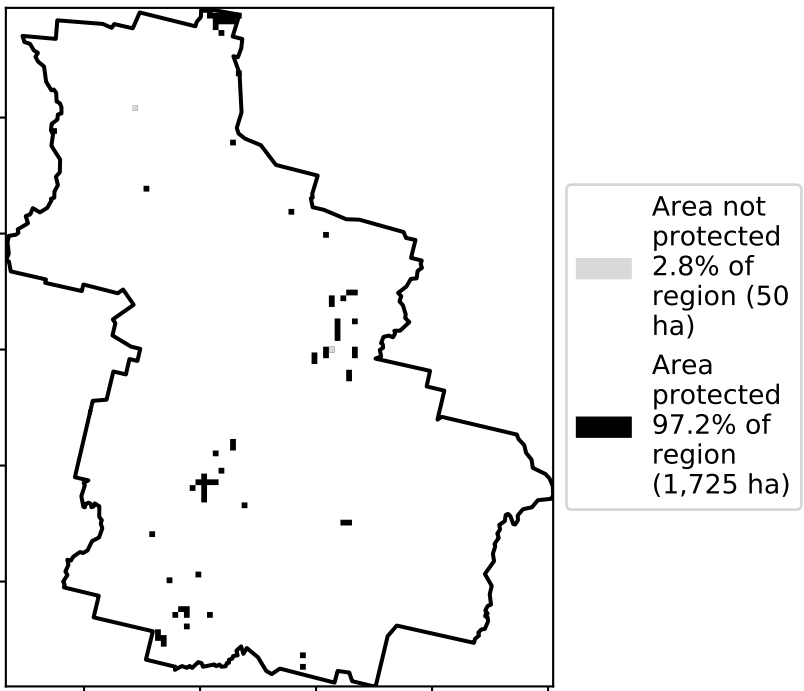 Area not
protected
2.8% of
region (50
ha)
Area
protected
97.2% of
region
(1,725 ha)